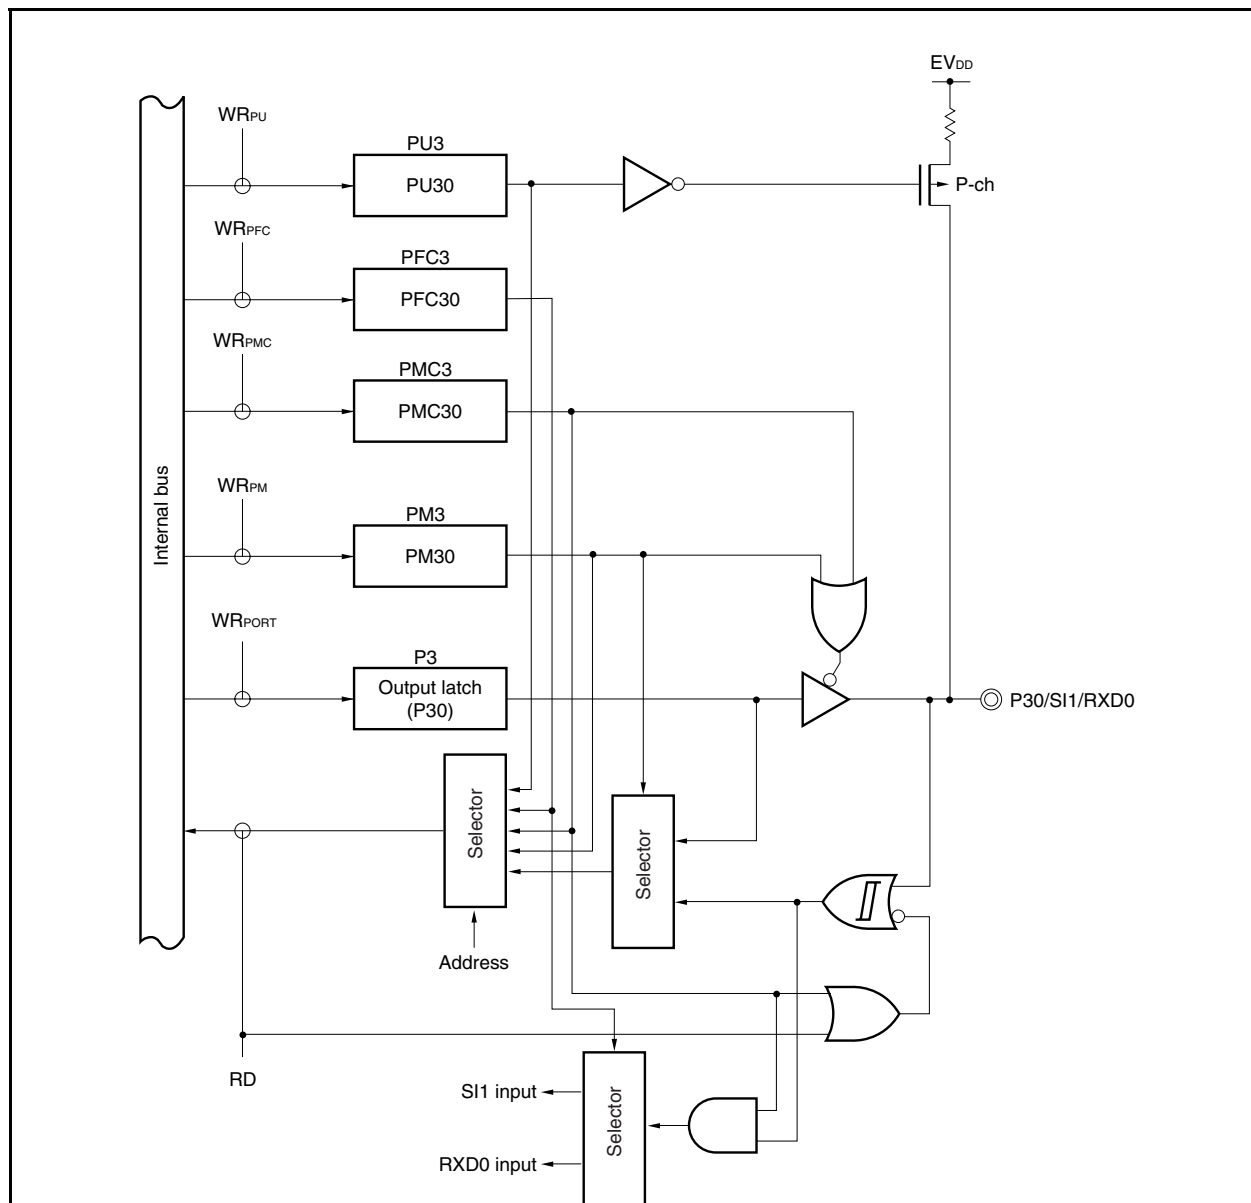 EVDD
WRPU
PU3
PU30
P-ch
WRPFC
PFC3
PFC30
WRPMC
PMC3
PMC30
Internal bus
WRPM
PM3
PM30
WRPORT
P3
Output latch
(P30)
P30/SI1/RXD0
Selector
Selector
Address
RD
SI1 input
Selector
RXD0 input